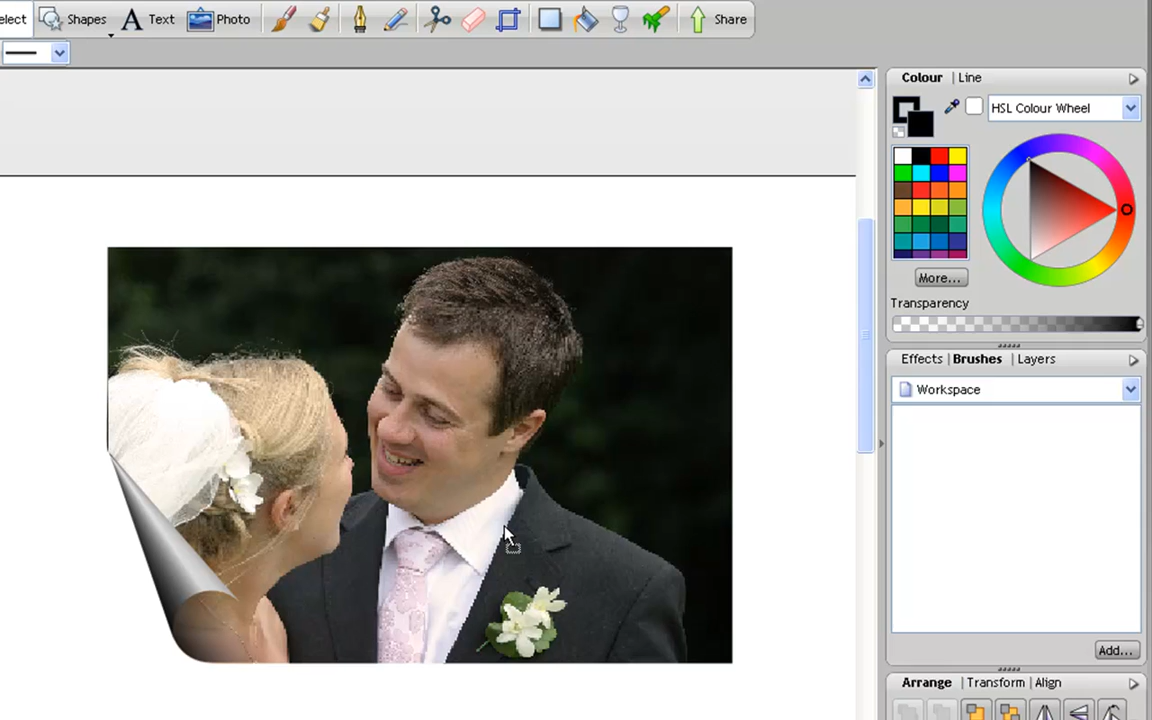 elect Shapes Text Photo Share
Colour | Line
HSL Colour Wheel
More...
Transparency
Effects | Brushes | Layers
Workspace
Add...
Arrange | Transform | Align